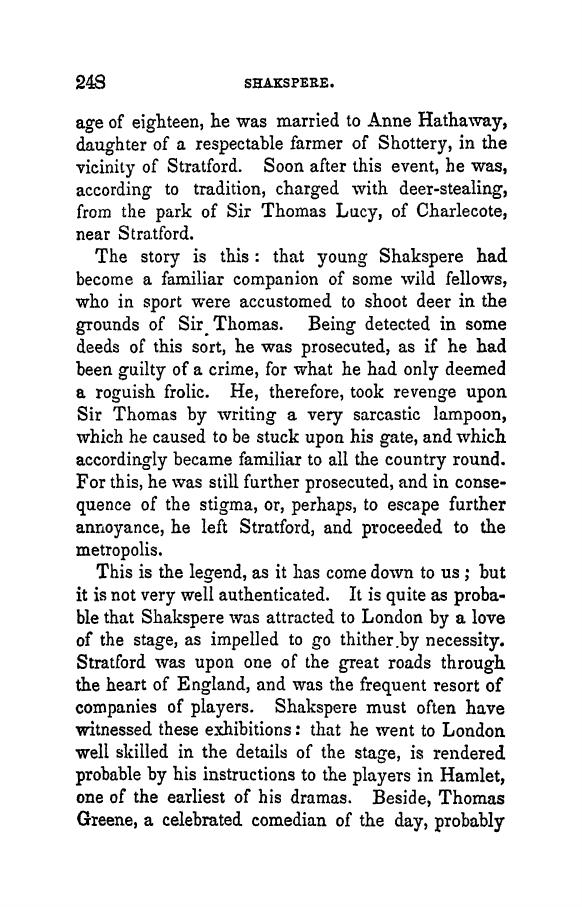 248 SHAKSPERE.
age of eighteen, he was married to Anne Hathaway,
daughter of a respectable farmer of Shottery, in the
vicinity of Stratford. Soon after this event, he was,
according to tradition, charged with deer-stealing,
from the park of Sir Thomas Lucy, of Charlecote,
near Stratford.
The story is this : that young Shakspere had
become a familiar companion of some wild fellows,
who in sport were accustomed to shoot deer in the
grounds of Sir Thomas. Being detected in some
deeds of this sort, he was prosecuted, as if he had
been guilty of a crime, for what he had only deemed
a roguish frolic. He, therefore, took revenge upon
Sir Thomas by writing a very sarcastic lampoon,
which he caused to be stuck upon his gate, and which
accordingly became familiar to all the country round.
For this, he was still further prosecuted, and in conse-
quence of the stigma, or, perhaps, to escape further
annoyance, he left Stratford, and proceeded to the
metropolis.
This is the legend, as it has come down to us ; but
it is not very well authenticated. It is quite as proba-
ble that Shakspere was attracted to London by a love
of the stage, as impelled to go thither by necessity.
Stratford was upon one of the great roads through
the heart of England, and was the frequent resort of
companies of players. Shakspere must often have
witnessed these exhibitions : that he went to London
well skilled in the details of the stage, is rendered
probable by his instructions to the players in Hamlet,
one of the earliest of his dramas. Beside, Thomas
Greene, a celebrated comedian of the day, probably